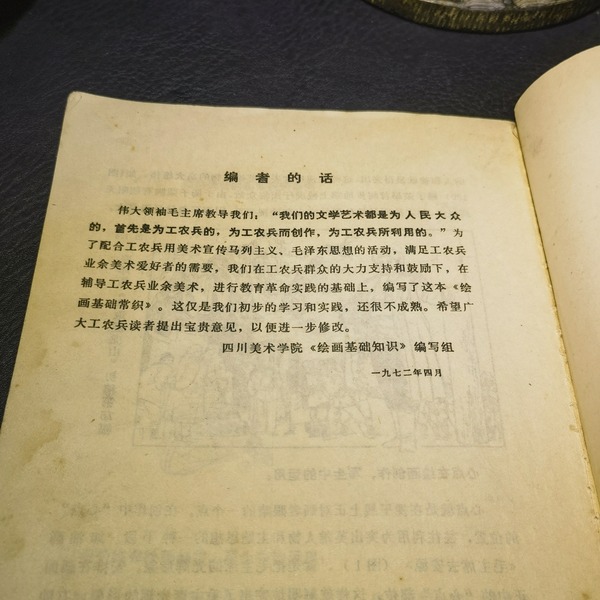 编者的话
伟大领袖毛主席教导我们：“我们的文学艺术都是为人民大众
的，首先是为工农兵的，为工农兵而创作，为工农兵所利用的。”为
了配合工农兵用美术宣传马列主义、毛泽东思想的活动，满足工农兵
业余美术爱好者的需要，我们在工农兵群众的大力支持和鼓励下，在
辅导工农兵业余美术，进行教育革命实践的基础上，编写了这本《绘
画基础常织》。这仅是我们初步的学习和实践，还很不成熟。希望广
大工农兵读者提出宝贵意见，以便进一步修改。
四川美术学院《绘画基础知识》编写组
一九七二年四月